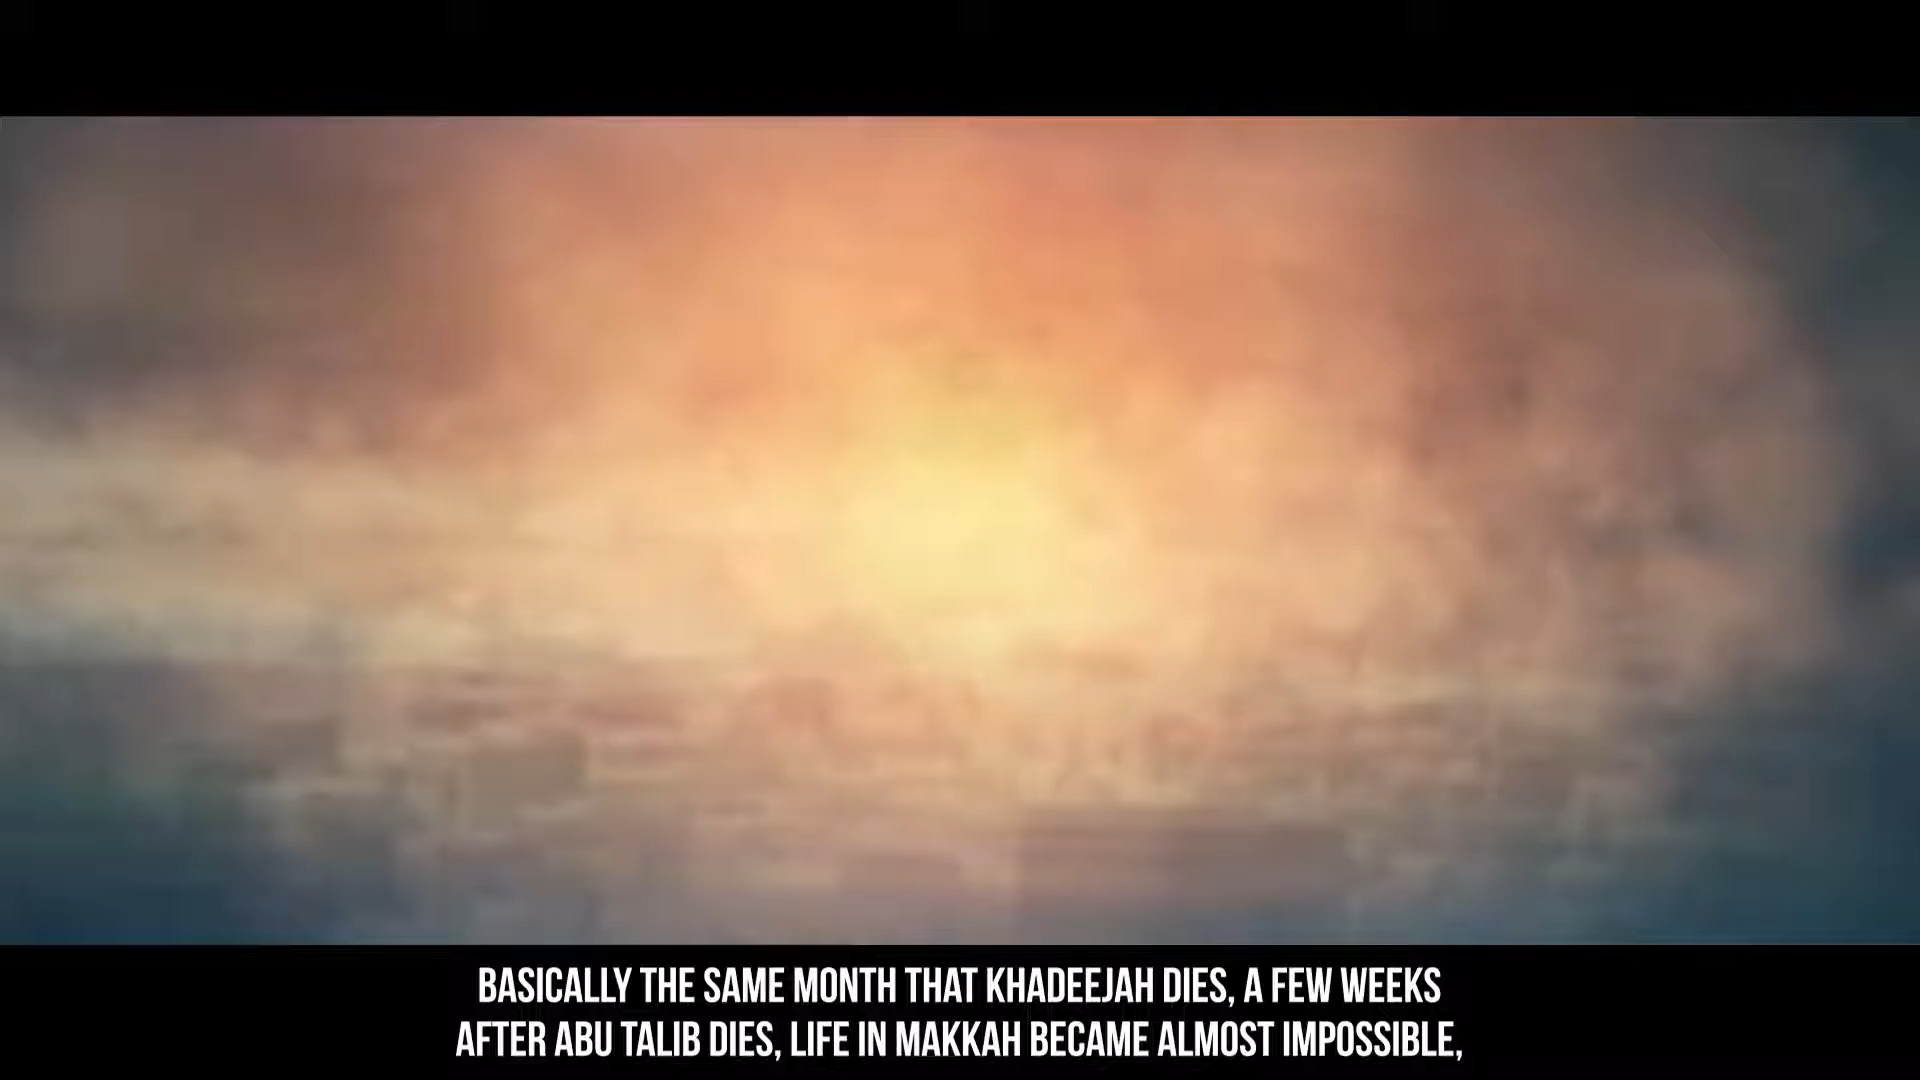 BASICALLY THE SAME MONTH THAT KHADEEJAH DIES, A FEW WEEKS
AFTER ABU TALIB DIES, LIFE IN MAKKAH BECAME ALMOST IMPOSSIBLE,